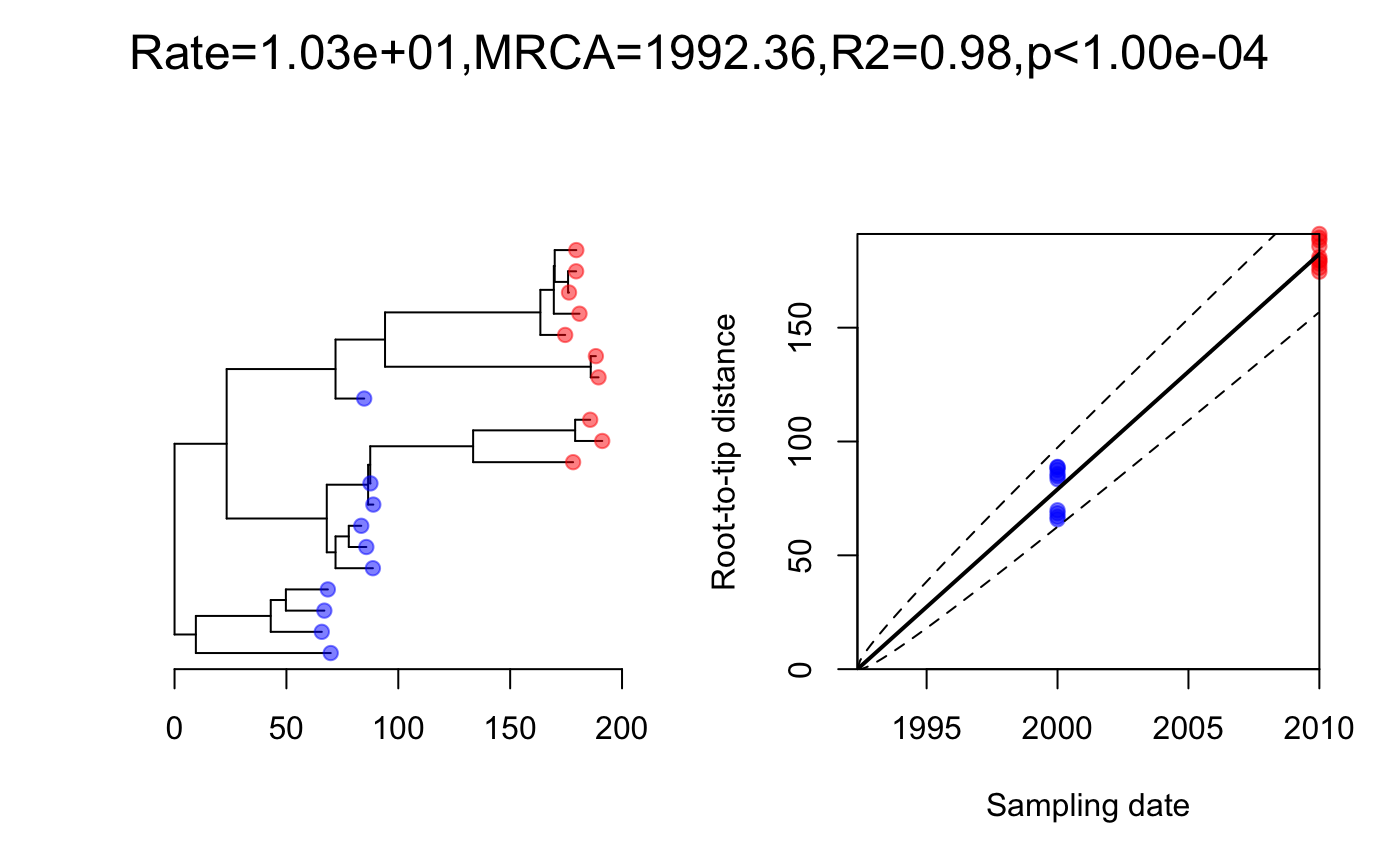 Rate=1.03e+01,MRCA=1992.36,R2=0.98,p<1.00e-04
0 50 100 150 200
Root-to-tip distance
0 50 100 150
1995 2000 2005 2010
Sampling date